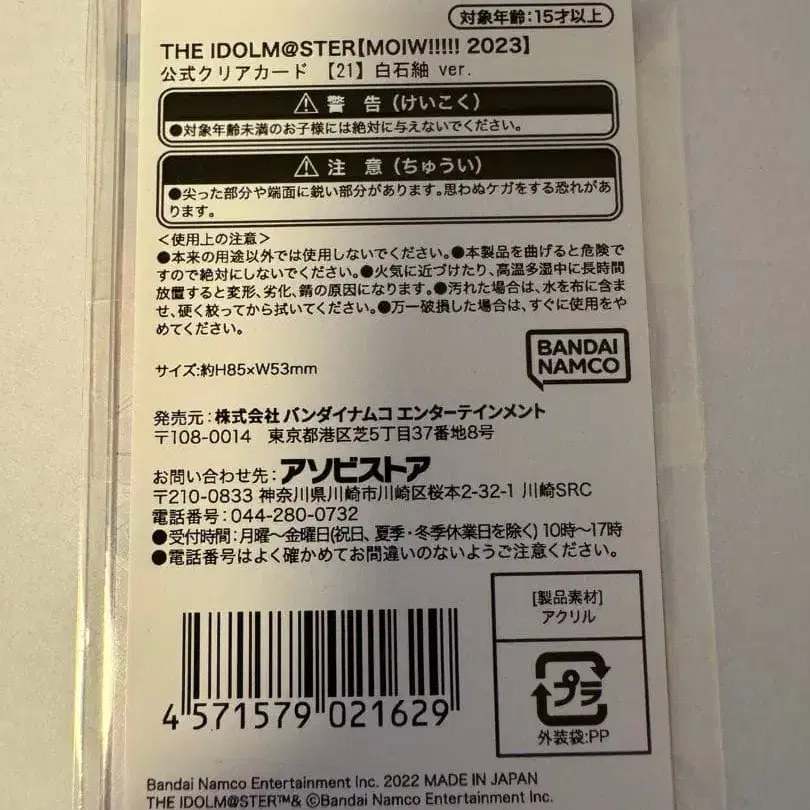 対象年齢:15才以上
THE IDOLM@STER【MOIW!!!!! 2023】
公式クリアカード 【21】白石紬 ver.
⚠ 警 告（けいこく）
●対象年齢未満のお子様には絶対に与えないでください。
⚠ 注 意（ちゅうい）
●尖った部分や端面に鋭い部分があります。思わぬケガをする恐れがあ
ります。
＜使用上の注意＞
●本来の用途以外では使用しないでください。●本製品を曲げると危険で
すので絶対にしないでください。●火気に近づけたり、高温多湿中に長時間
放置すると変形、劣化、錆の原因になります。●汚れた場合は、水を布に含ま
せ、硬く絞ってから拭いてください。●万一破損した場合は、すぐに使用をや
めてください。
サイズ:約H85×W53mm
BANDAI
NAMCO
発売元：株式会社 バンダイナムコ エンターテインメント
〒108-0014 東京都港区芝5丁目37番地8号
お問い合わせ先：アソビストア
〒210-0833 神奈川県川崎市川崎区桜本2-32-1 川崎SRC
電話番号：044-280-0732
●受付時間：月曜～金曜日(祝日、夏季・冬季休業日を除く) 10時～17時
●電話番号はよく確かめてお間違いのないようご注意ください。
[製品素材]
アクリル
プラ
外装袋:PP
4 571579 021629
Bandai Namco Entertainment Inc. 2022 MADE IN JAPAN
THE IDOLM@STER™& ©Bandai Namco Entertainment Inc.